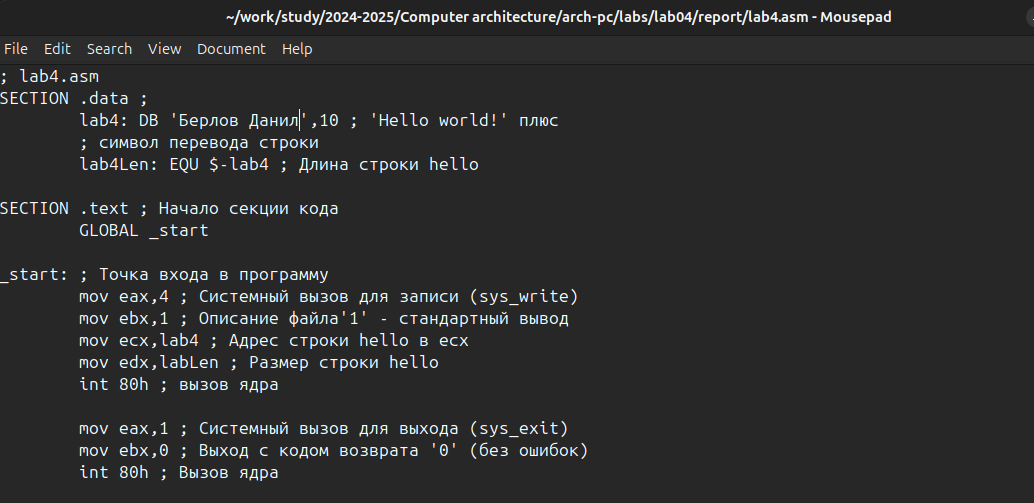 ~/work/study/2024-2025/Computer architecture/arch-pc/labs/lab04/report/lab4.asm - Mousepad
File Edit Search View Document Help
; lab4.asm
SECTION .data ;
lab4: DB 'Берлов Данил',10 ; 'Hello world!' плюс
; символ перевода строки
lab4Len: EQU $-lab4 ; Длина строки hello
SECTION .text ; Начало секции кода
GLOBAL _start
_start: ; Точка входа в программу
mov eax,4 ; Системный вызов для записи (sys_write)
mov ebx,1 ; Описание файла'1' - стандартный вывод
mov ecx,lab4 ; Адрес строки hello в ecx
mov edx,labLen ; Размер строки hello
int 80h ; вызов ядра
mov eax,1 ; Системный вызов для выхода (sys_exit)
mov ebx,0 ; Выход с кодом возврата '0' (без ошибок)
int 80h ; Вызов ядра